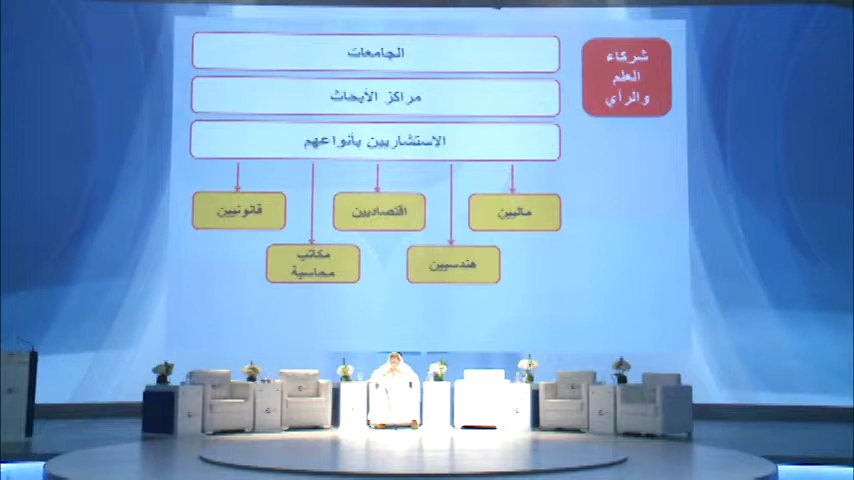 شركاء
العلم
والرأي
الجامعات
مراكز الأبحاث
الاستشاريين بأنواعهم
ماليين
اقتصاديين
قانونيين
هندسيين
مكاتب
محاسبة